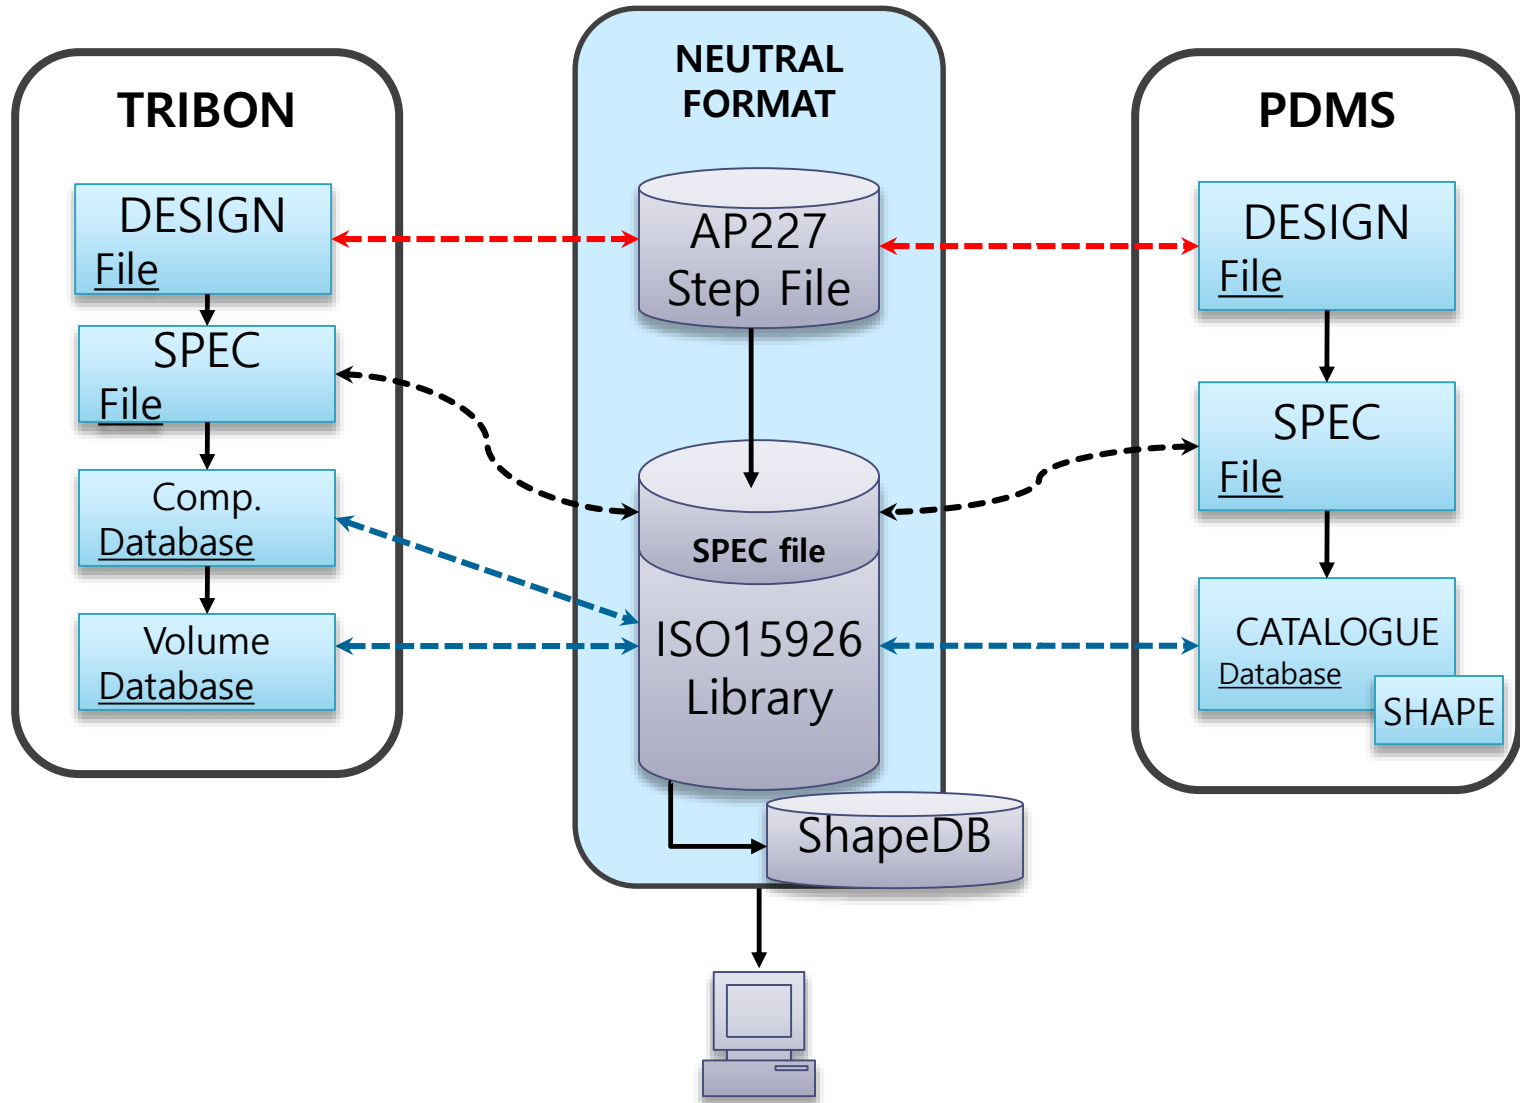 TRIBON
DESIGN
File
SPEC
File
Comp.
Database
Volume
Database
NEUTRAL
FORMAT
AP227
Step File
SPEC file
ISO15926
Library
ShapeDB
PDMS
DESIGN
File
SPEC
File
CATALOGUE
Database
SHAPE